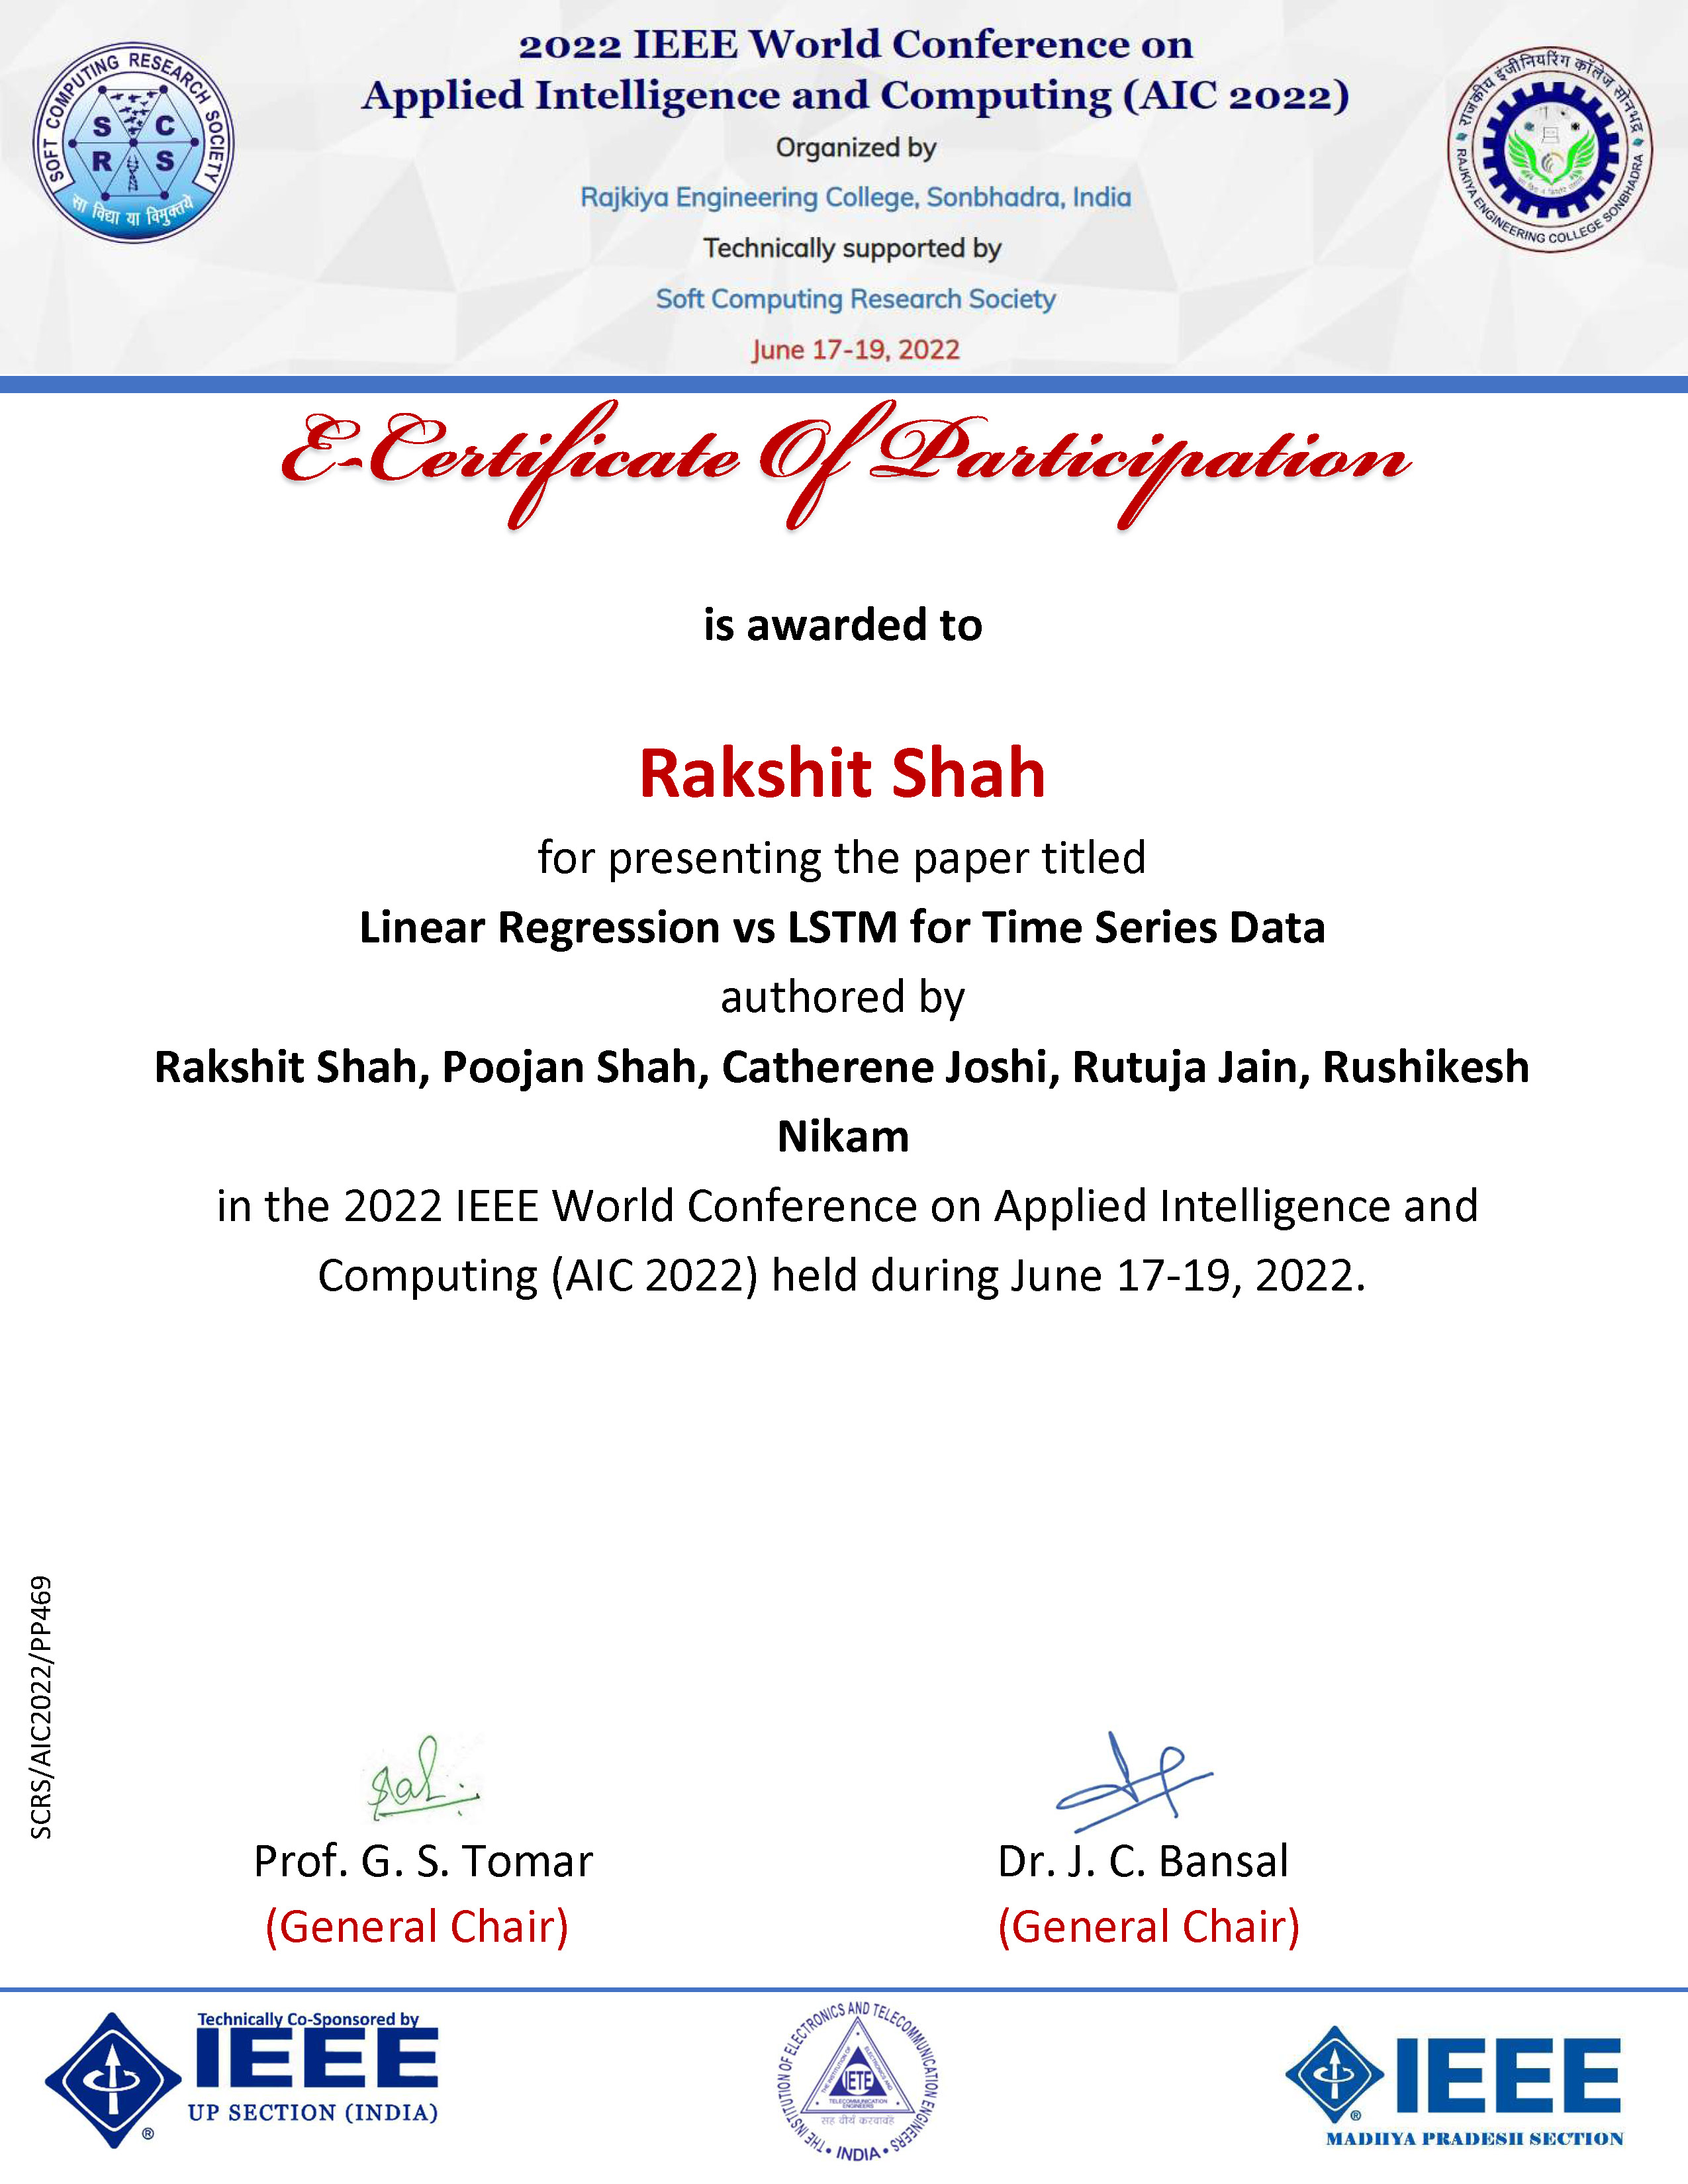 2022 IEEE World Conference on
Applied Intelligence and Computing (AIC 2022)
Organized by
Rajkiya Engineering College, Sonbhadra, India
Technically supported by
Soft Computing Research Society
June 17-19, 2022
SOFT COMPUTING RESEARCH SOCIETY
S C
R S
सा विद्या या विमुक्तये
राजकीय इंजीनियरिंग कॉलेज सोनभद्र
RAJKIYA ENGINEERING COLLEGE SONBHADRA
E-Certificate Of Participation
is awarded to
Rakshit Shah
for presenting the paper titled
Linear Regression vs LSTM for Time Series Data
authored by
Rakshit Shah, Poojan Shah, Catherene Joshi, Rutuja Jain, Rushikesh
Nikam
in the 2022 IEEE World Conference on Applied Intelligence and
Computing (AIC 2022) held during June 17-19, 2022.
SCRS/AIC2022/PP469
Prof. G. S. Tomar
(General Chair)
Dr. J. C. Bansal
(General Chair)
Technically Co-Sponsored by
IEEE
UP SECTION (INDIA)
®
THE INSTITUTION OF ELECTRONICS AND TELECOMMUNICATION ENGINEERS
IETE
TELECOMMUNICATION
ENGINEERS
INDIA
IEEE
®
MADHYA PRADESH SECTION